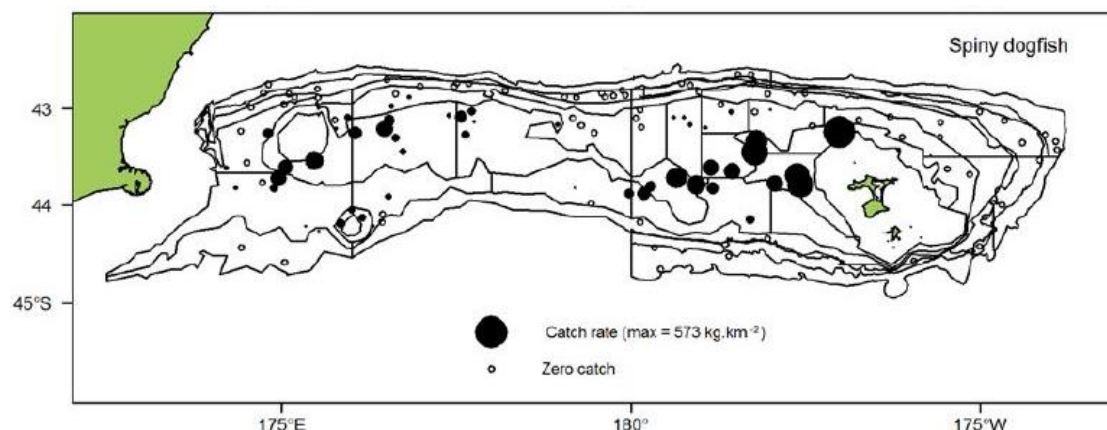 Spiny dogfish
43
44
45°S
Catch rate (max = 573 kg.km⁻²)
Zero catch
175°E
180°
175°W